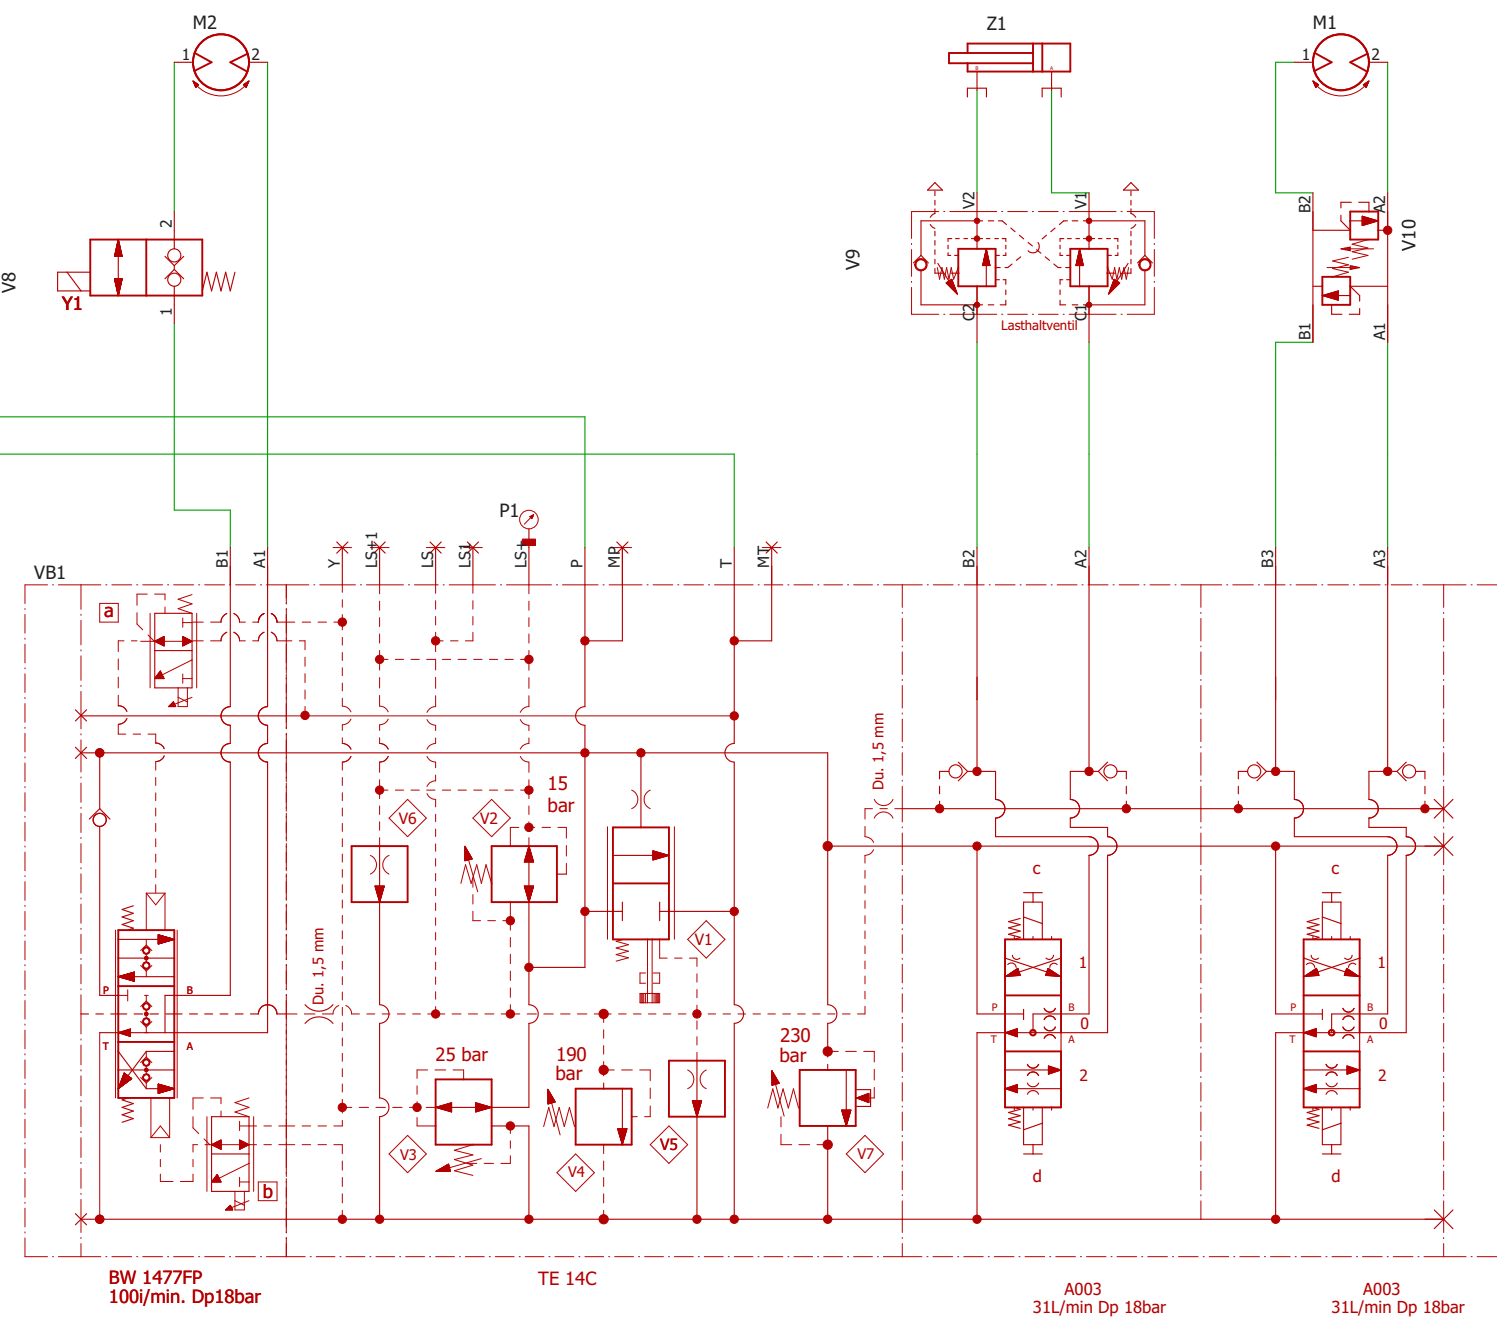 M2
Z1
M1
1
2
1
2
B
A
2
V8
Y1
1
V9
V2
V1
C2
C1
Lasthaltventil
B2
A2
V10
B1
A1
P1
VB1
B1
A1
Y
LS+1
LS
LS1
LS+
P
MP
T
MT
B2
A2
B3
A3
a
Du. 1,5 mm
15
bar
V6
V2
V1
c
c
Du. 1,5 mm
P
B
T
A
1
P
B
0
T
A
2
1
P
B
0
T
A
2
25 bar
190
bar
230
bar
V3
V4
V5
V7
b
d
d
BW 1477FP
100i/min. Dp18bar
TE 14C
A003
31L/min Dp 18bar
A003
31L/min Dp 18bar